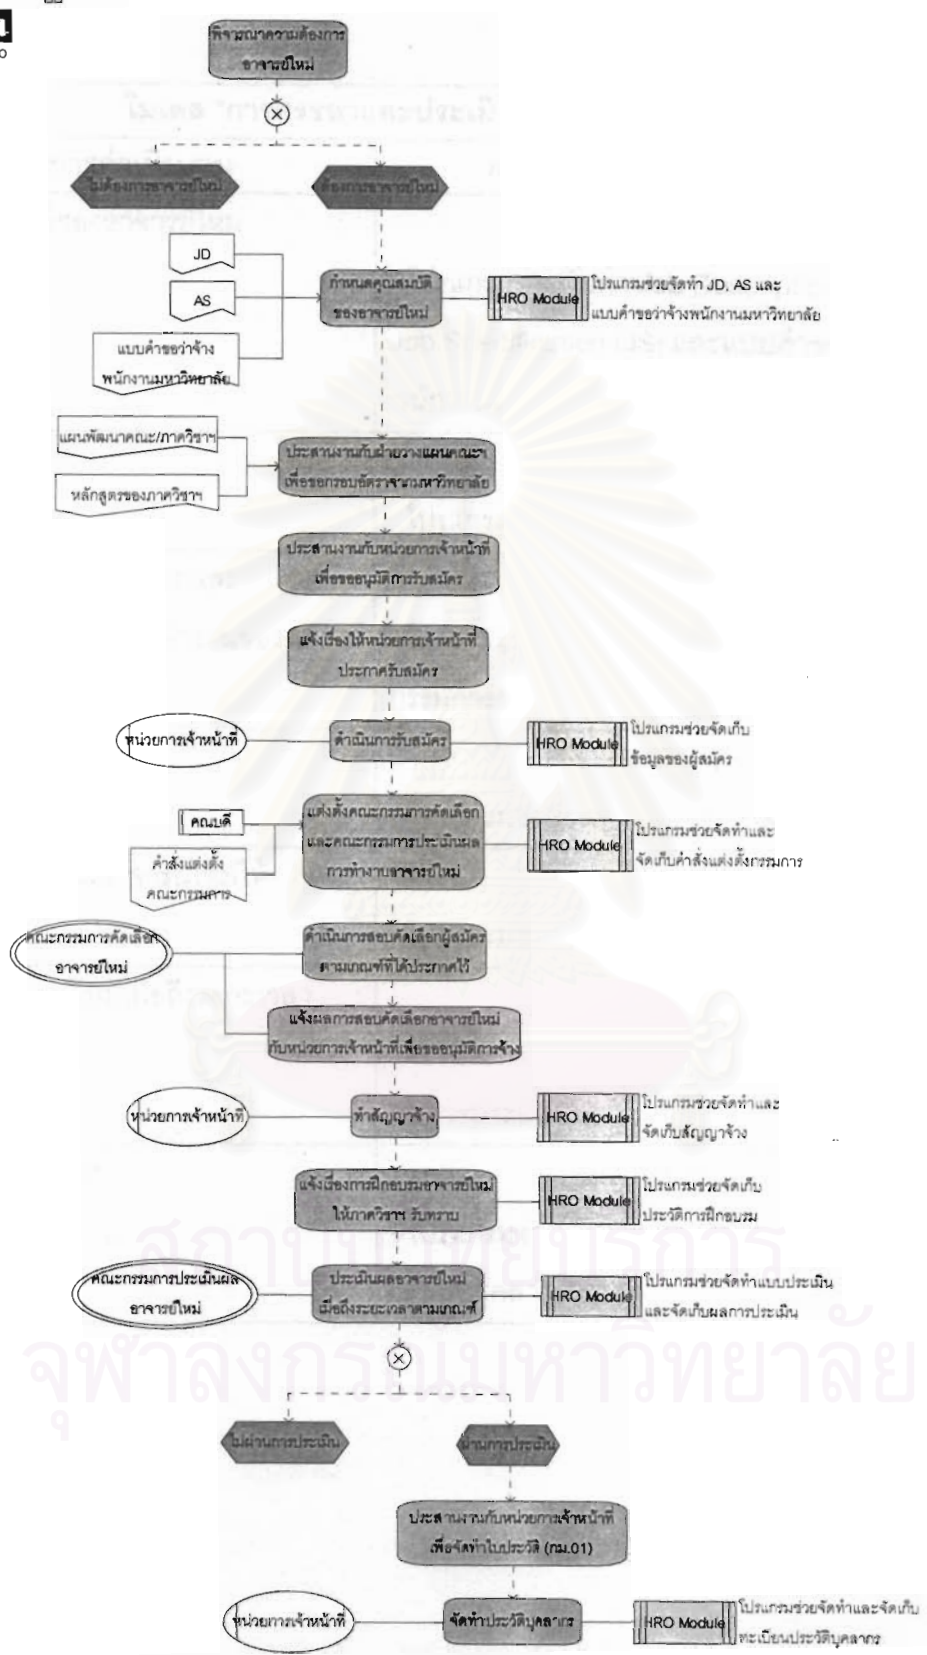 พิจารณาความต้องการ
อาจารย์ใหม่
ไม่ต้องการอาจารย์ใหม่
ต้องการอาจารย์ใหม่
JD
AS
แบบคำขอว่าจ้าง
พนักงานมหาวิทยาลัย
กำหนดคุณสมบัติ
ของอาจารย์ใหม่
HRO Module
โปรแกรมช่วยจัดทำ JD, AS และ
แบบคำขอว่าจ้างพนักงานมหาวิทยาลัย
แผนพัฒนาคณะ/ภาควิชาฯ
หลักสูตรของภาควิชาฯ
ประสานงานกับฝ่ายวางแผนคณะฯ
เพื่อขอกรอบอัตราจากมหาวิทยาลัย
ประสานงานกับหน่วยการเจ้าหน้าที่
เพื่อขออนุมัติการรับสมัคร
แจ้งเรื่องให้หน่วยการเจ้าหน้าที่
ประกาศรับสมัคร
หน่วยการเจ้าหน้าที่
ดำเนินการรับสมัคร
HRO Module
โปรแกรมช่วยจัดเก็บ
ข้อมูลของผู้สมัคร
คณบดี
คำสั่งแต่งตั้ง
คณะกรรมการ
แต่งตั้งคณะกรรมการคัดเลือก
และคณะกรรมการประเมินผล
การทำงานอาจารย์ใหม่
HRO Module
โปรแกรมช่วยจัดทำและ
จัดเก็บคำสั่งแต่งตั้งกรรมการ
คณะกรรมการคัดเลือก
อาจารย์ใหม่
ดำเนินการสอบคัดเลือกผู้สมัคร
ตามเกณฑ์ที่ได้ประกาศไว้
แจ้งผลการสอบคัดเลือกอาจารย์ใหม่
กับหน่วยการเจ้าหน้าที่เพื่อขออนุมัติการจ้าง
หน่วยการเจ้าหน้าที่
ทำสัญญาจ้าง
HRO Module
โปรแกรมช่วยจัดทำและ
จัดเก็บสัญญาจ้าง
แจ้งเรื่องการฝึกอบรมอาจารย์ใหม่
ให้ภาควิชาฯ รับทราบ
HRO Module
โปรแกรมช่วยจัดเก็บ
ประวัติการฝึกอบรม
คณะกรรมการประเมินผล
อาจารย์ใหม่
ประเมินผลอาจารย์ใหม่
เมื่อถึงระยะเวลาตามเกณฑ์
HRO Module
โปรแกรมช่วยจัดทำแบบประเมิน
และจัดเก็บผลการประเมิน
สถาบันวิทยบริการ
จุฬาลงกรณ์มหาวิทยาลัย
ไม่ผ่านการประเมิน
ผ่านการประเมิน
ประสานงานกับหน่วยการเจ้าหน้าที่
เพื่อจัดทำใบประวัติ (กม.01)
หน่วยการเจ้าหน้าที่
จัดทำประวัติบุคลากร
HRO Module
โปรแกรมช่วยจัดทำและจัดเก็บ
ทะเบียนประวัติบุคลากร